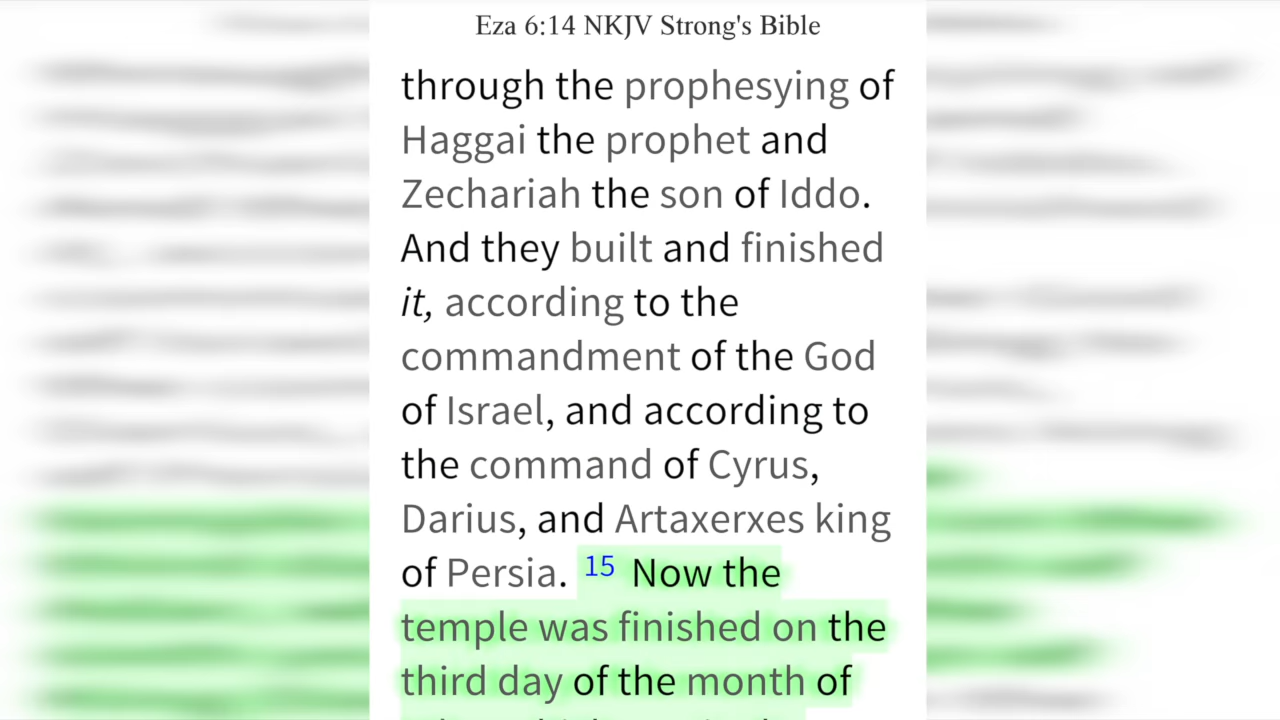 Eza 6:14 NKJV Strong's Bible
through the prophesying of
Haggai the prophet and
Zechariah the son of Iddo.
And they built and finished
it, according to the
commandment of the God
of Israel, and according to
the command of Cyrus,
Darius, and Artaxerxes king
of Persia. 15 Now the
temple was finished on the
third day of the month of